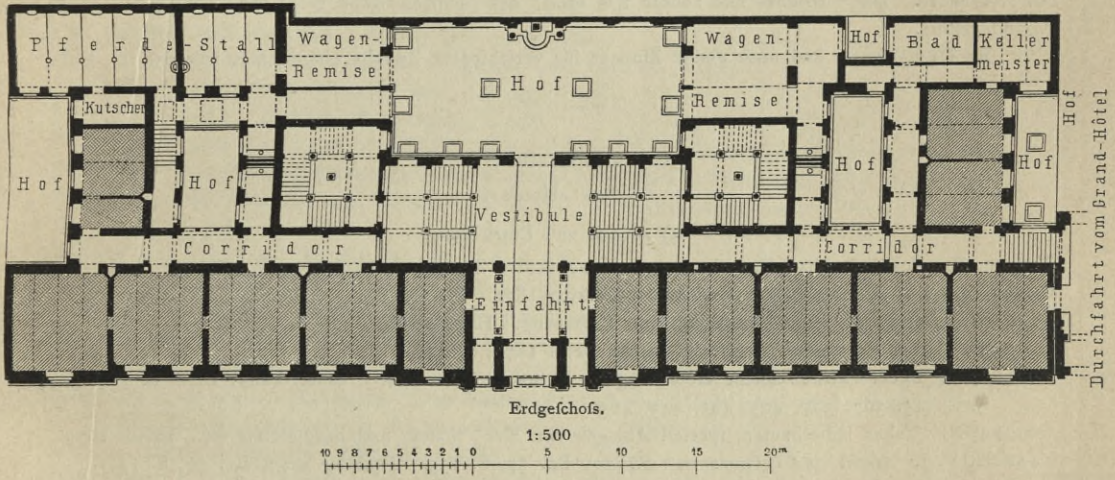 Pferde-Stall
Wagen-
Remise
Hof
Wagen-
Remise
Hof
Bad
Keller
meister
Kutscher
Hof
Hof
Vestibule
Hof
Hof
Hof
Durchfahrt vom Grand-Hôtel
Corridor
Corridor
Einfahrt
Erdgeſchoſs.
1:500
10 9 8 7 6 5 4 3 2 1 0 5 10 15 20m